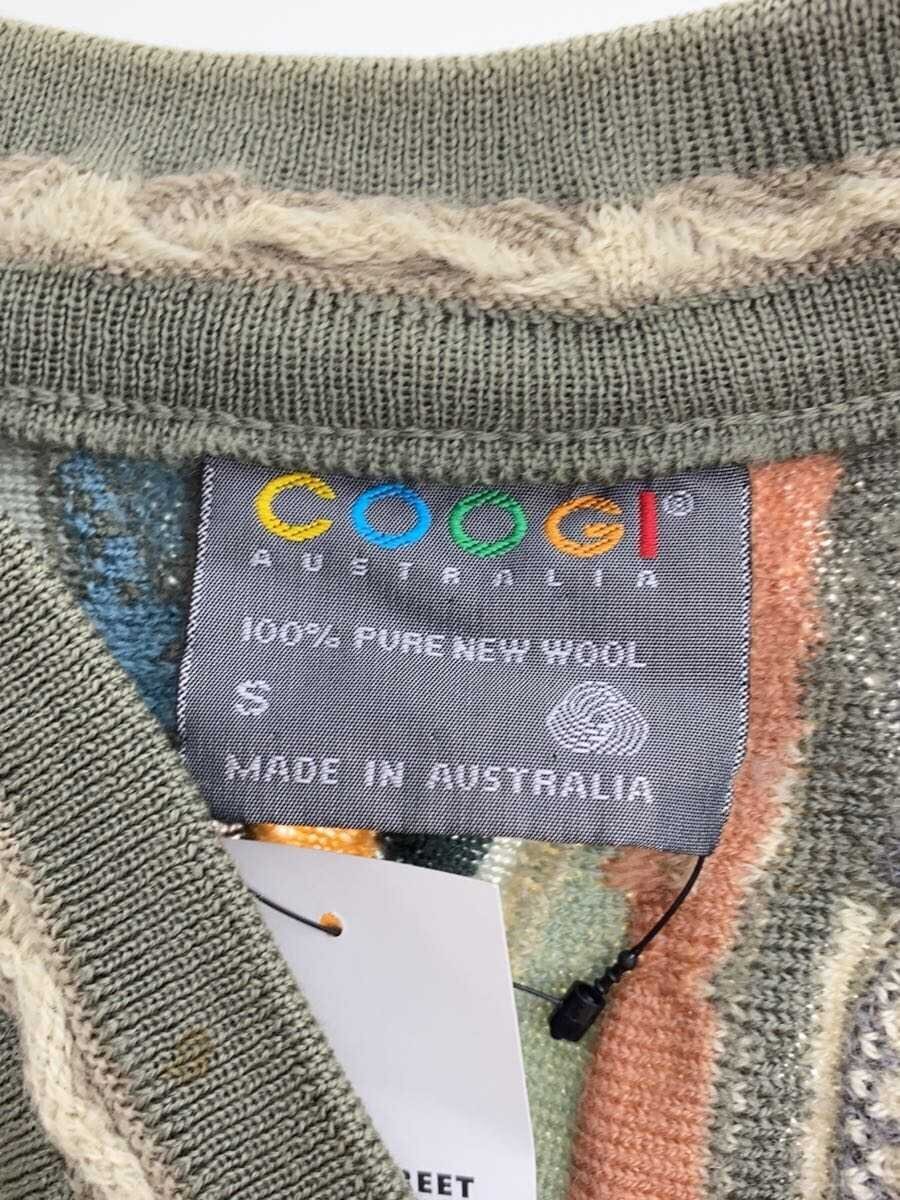 COOGI®
AUSTRALIA
100% PURE NEW WOOL
S
MADE IN AUSTRALIA